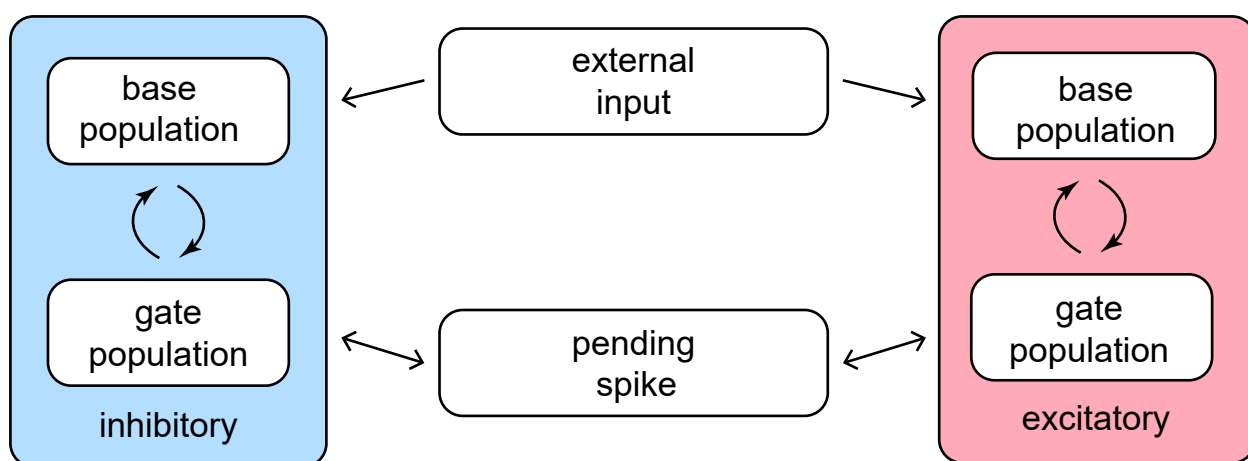 base
population
gate
population
inhibitory
external
input
pending
spike
base
population
gate
population
excitatory